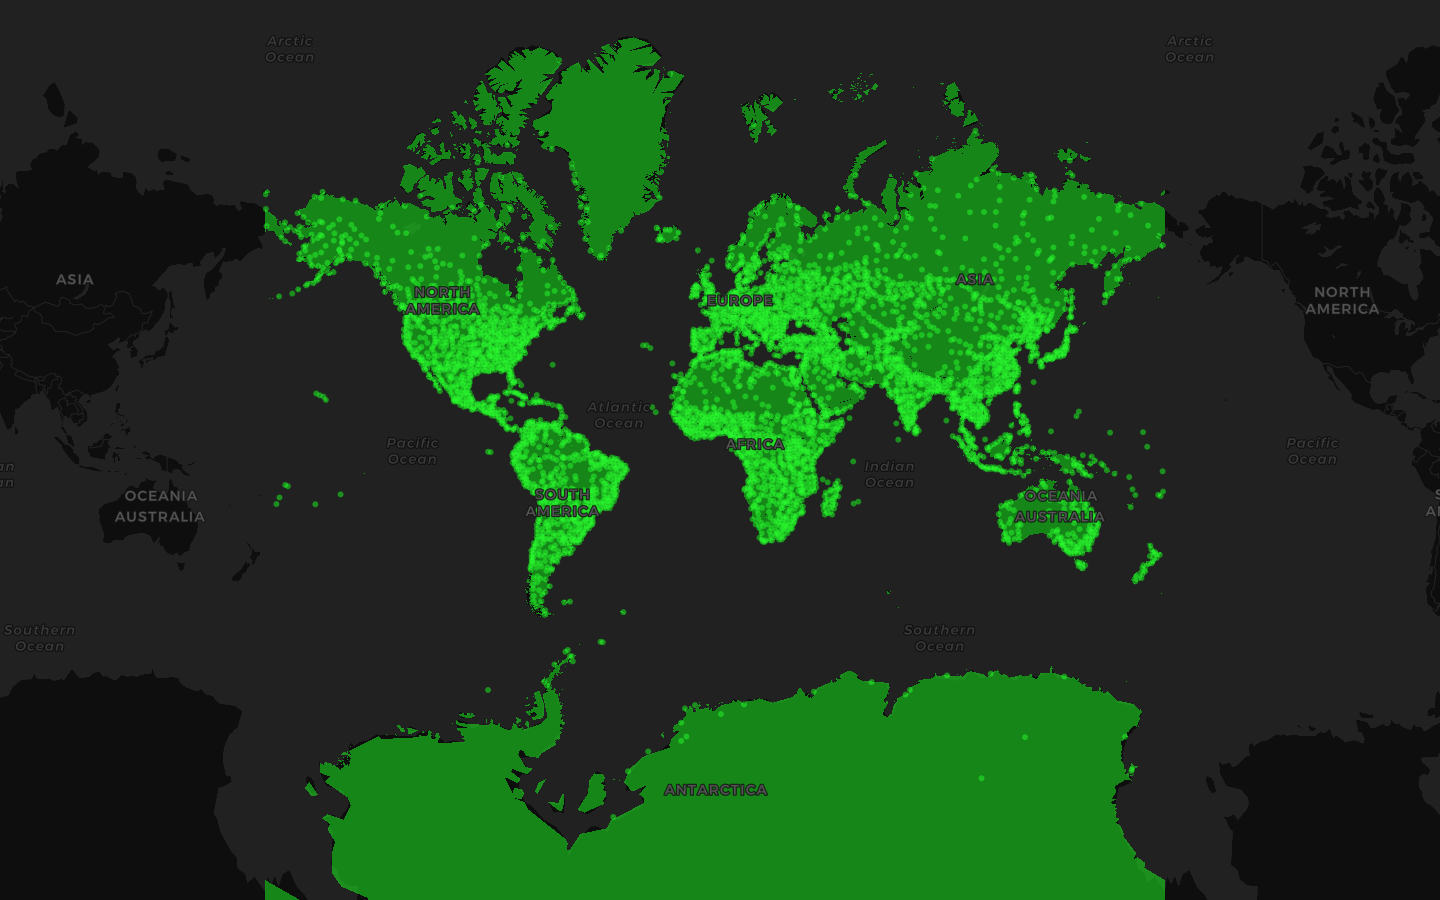 Arctic
Ocean
Arctic
Ocean
ASIA
NORTH
AMERICA
EUROPE
ASIA
NORTH
AMERICA
Atlantic
Ocean
Pacific
Ocean
AFRICA
Indian
Ocean
Pacific
Ocean
an
an
OCEANIA
AUSTRALIA
SOUTH
AMERICA
OCEANIA
AUSTRALIA
S
A
Southern
Ocean
Southern
Ocean
ANTARCTICA